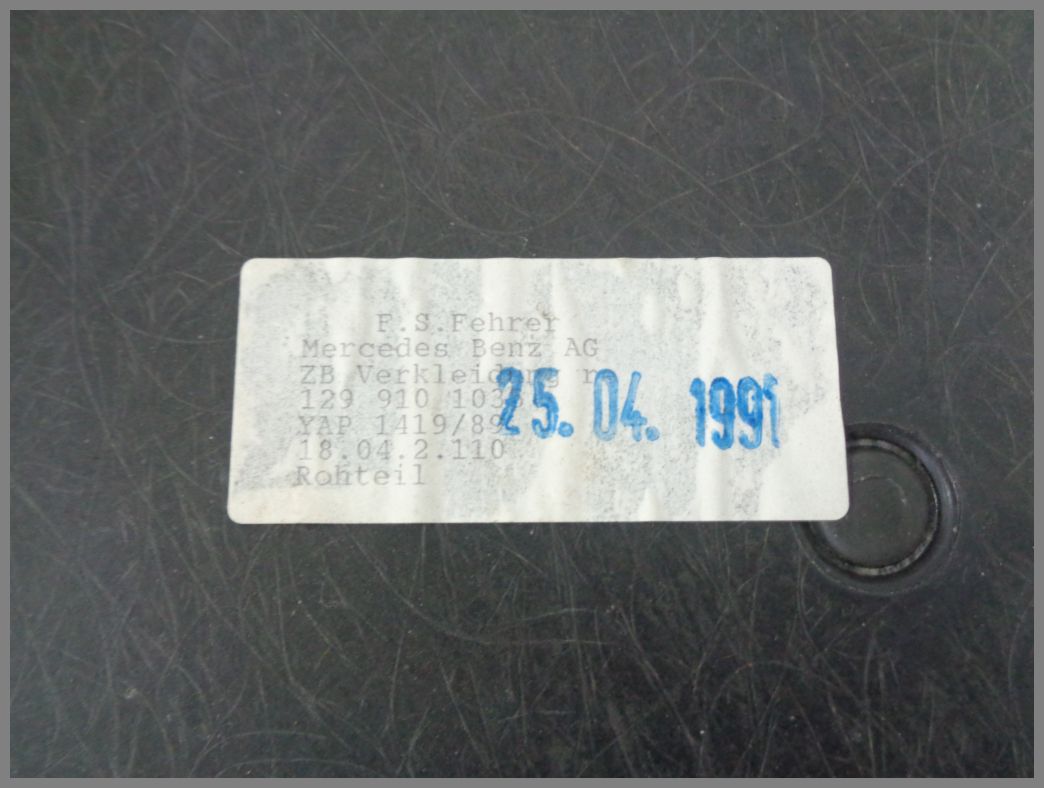 F.S.Fehrer
Mercedes Benz AG
ZB Verkleidung r
129 910 1038
YAP 1419/89
18.04.2.110
Rohteil
25. 04. 1991